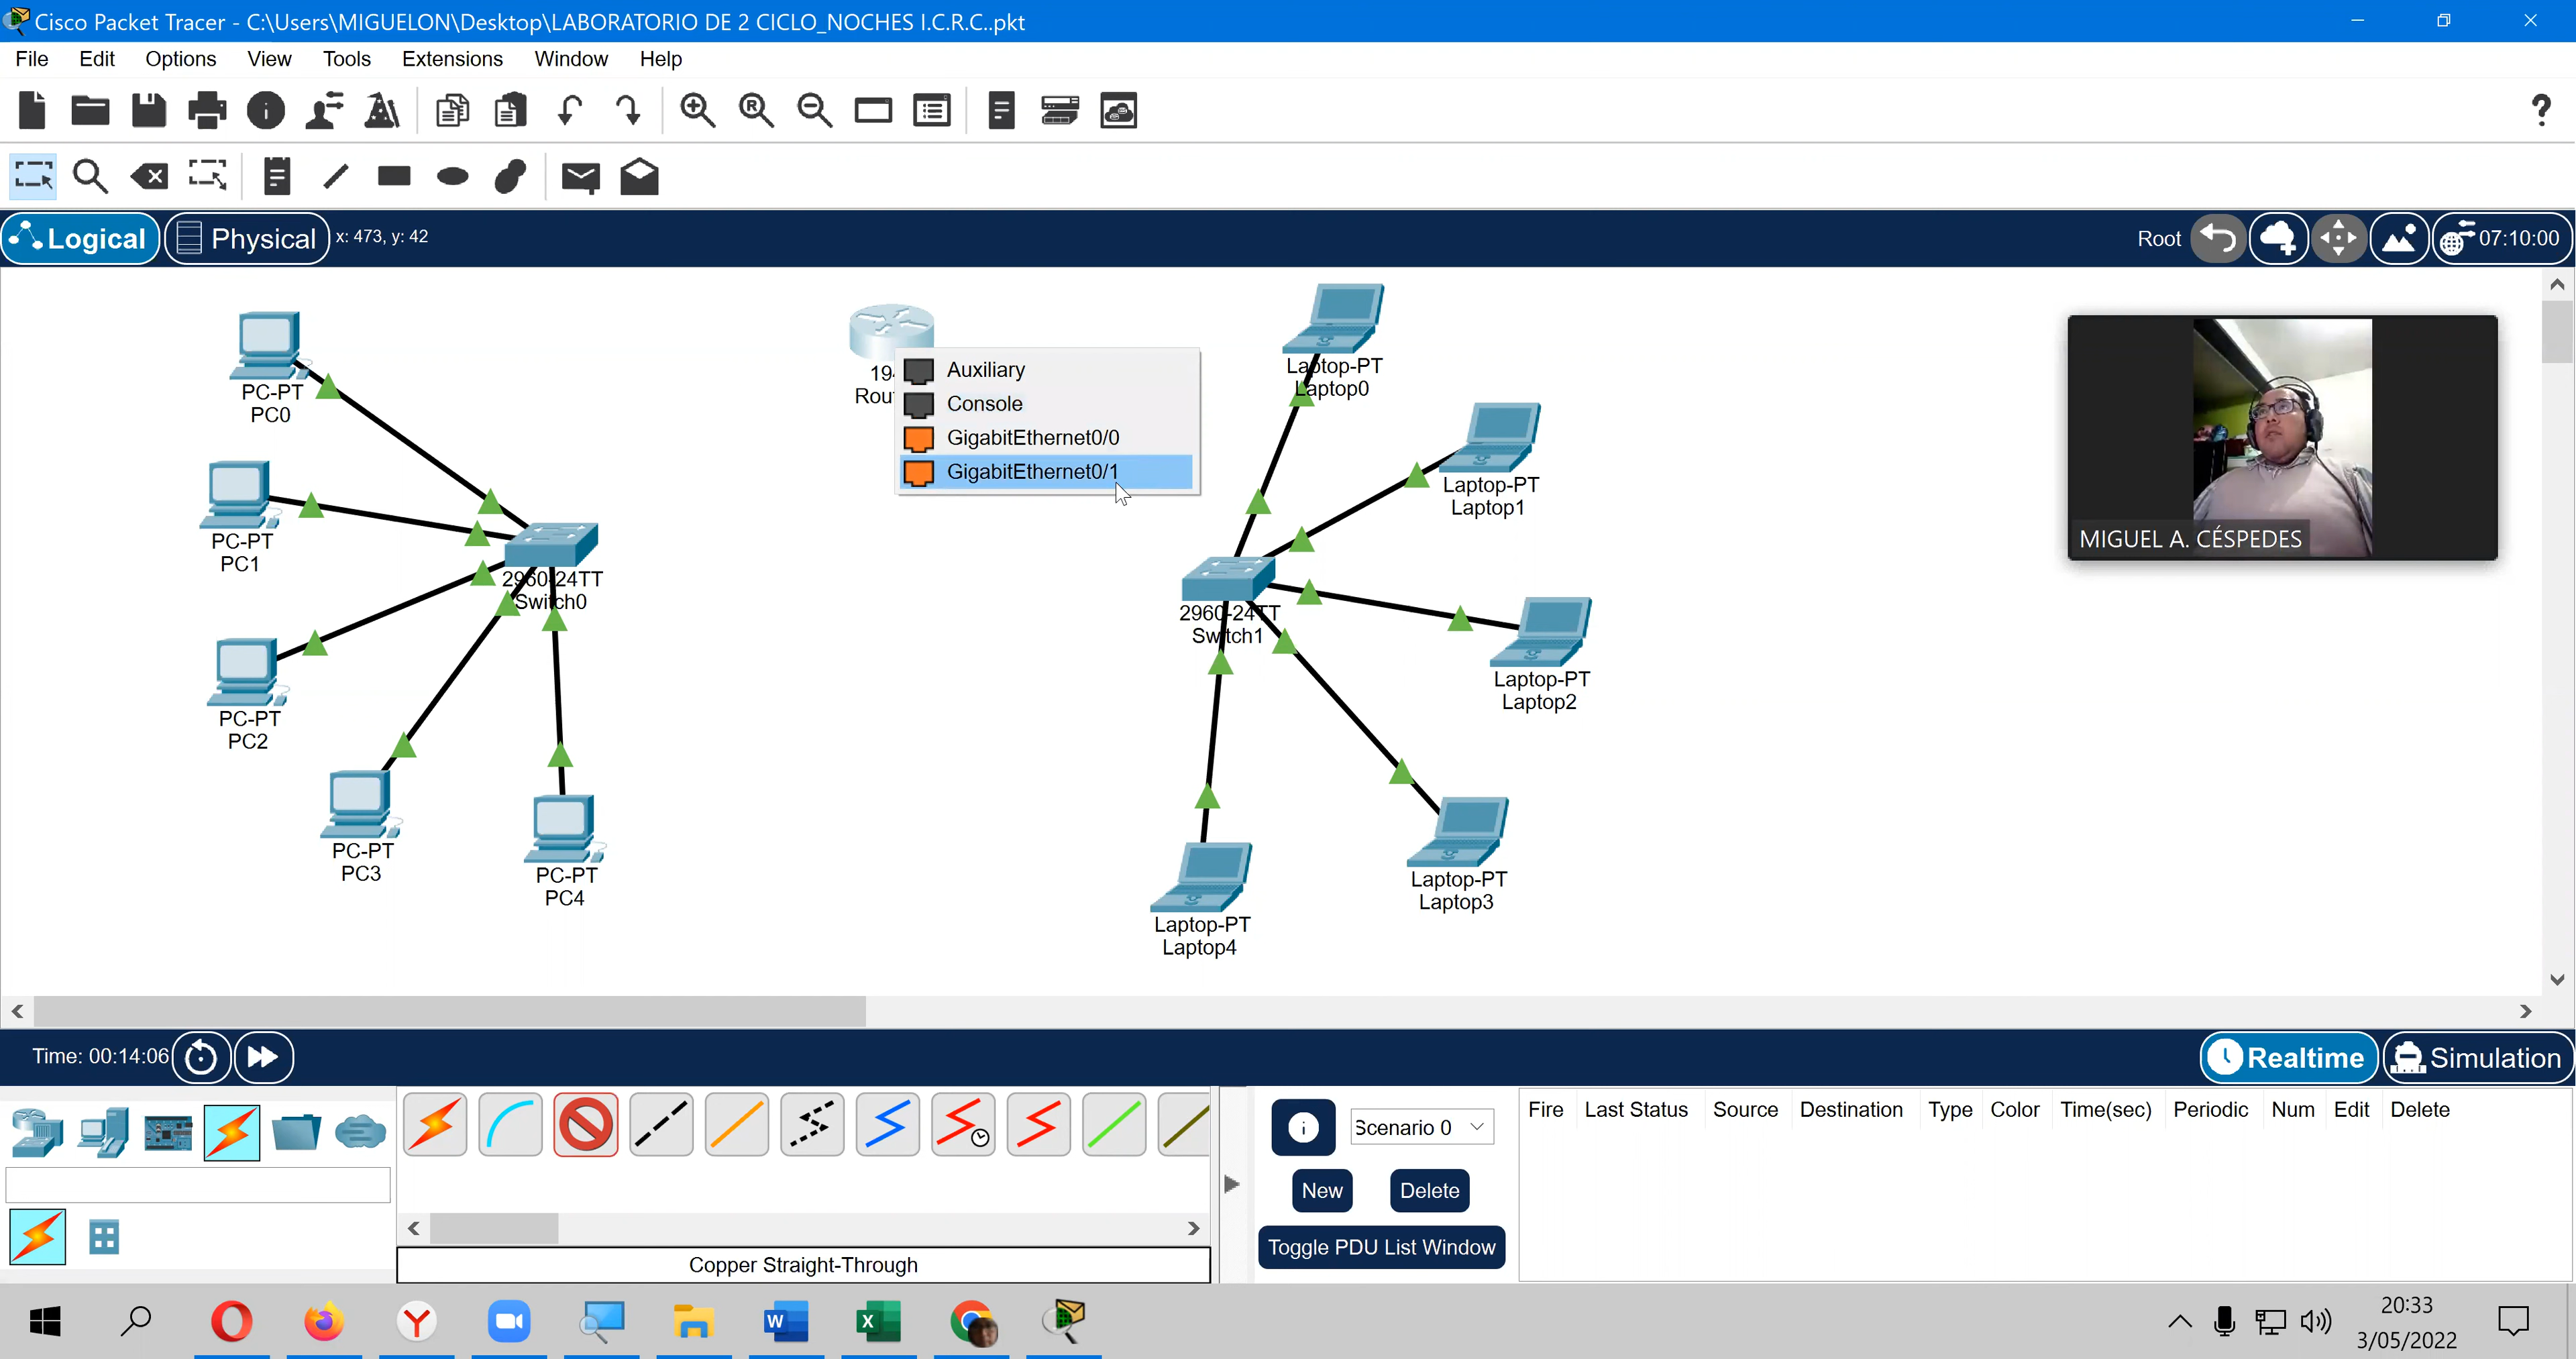 Cisco Packet Tracer - C:\Users\MIGUELON\Desktop\LABORATORIO DE 2 CICLO_NOCHES I.C.R.C..pkt
File Edit Options View Tools Extensions Window Help
Logical Physical x: 473, y: 42 Root 07:10:00
PC-PT
PC0
PC-PT
PC1
PC-PT
PC2
PC-PT
PC3
PC-PT
PC4
2960-24TT
Switch0
Auxiliary
Console
GigabitEthernet0/0
GigabitEthernet0/1
Laptop-PT
Laptop0
Laptop-PT
Laptop1
2960-24TT
Switch1
Laptop-PT
Laptop2
Laptop-PT
Laptop3
Laptop-PT
Laptop4
MIGUEL A. CÉSPEDES
Time: 00:14:06 Realtime Simulation
Scenario 0
New Delete
Toggle PDU List Window
Fire Last Status Source Destination Type Color Time(sec) Periodic Num Edit Delete
Copper Straight-Through
20:33
3/05/2022